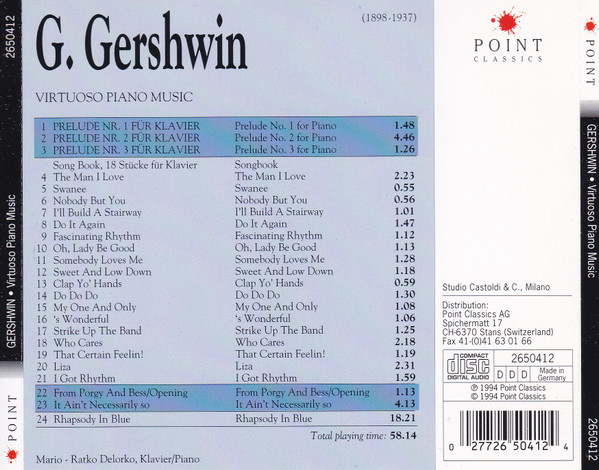 2650412
GERSHWIN • Virtuoso Piano Music
POINT
G. Gershwin
(1898-1937)
VIRTUOSO PIANO MUSIC
1 PRELUDE NR. 1 FÜR KLAVIER Prelude No. 1 for Piano 1.48
2 PRELUDE NR. 2 FÜR KLAVIER Prelude No. 2 for Piano 4.46
3 PRELUDE NR. 3 FÜR KLAVIER Prelude No. 3 for Piano 1.26
Song Book, 18 Stücke für Klavier Songbook
4 The Man I Love The Man I Love 2.23
5 Swanee Swanee 0.55
6 Nobody But You Nobody But You 0.56
7 I'll Build A Stairway I'll Build A Stairway 1.01
8 Do It Again Do It Again 1.47
9 Fascinating Rhythm Fascinating Rhythm 1.12
10 Oh, Lady Be Good Oh, Lady Be Good 1.13
11 Somebody Loves Me Somebody Loves Me 1.28
12 Sweet And Low Down Sweet And Low Down 1.18
13 Clap Yo' Hands Clap Yo' Hands 0.59
14 Do Do Do Do Do Do 1.30
15 My One And Only My One And Only 1.08
16 's Wonderful 's Wonderful 1.06
17 Strike Up The Band Strike Up The Band 1.25
18 Who Cares Who Cares 2.18
19 That Certain Feelin'! That Certain Feelin'! 1.19
20 Liza Liza 2.31
21 I Got Rhythm I Got Rhythm 1.59
22 From Porgy And Bess/Opening From Porgy And Bess/Opening 1.13
23 It Ain't Necessarily so It Ain't Necessarily so 4.13
24 Rhapsody In Blue Rhapsody In Blue 18.21
Total playing time: 58.14
Mario - Ratko Delorko, Klavier/Piano
POINT
CLASSICS
Studio Castoldi & C., Milano
Distribution:
Point Classics AG
Spichermatt 17
CH-6370 Stans (Switzerland)
Fax 41-(0)41 63 01 66
COMPACT
disc
DIGITAL AUDIO
2650412
D D D
Made in
Germany
℗ 1994 Point Classics
© 1994 Point Classics
0 27726 50412 4
POINT
GERSHWIN • Virtuoso Piano Music
2650412